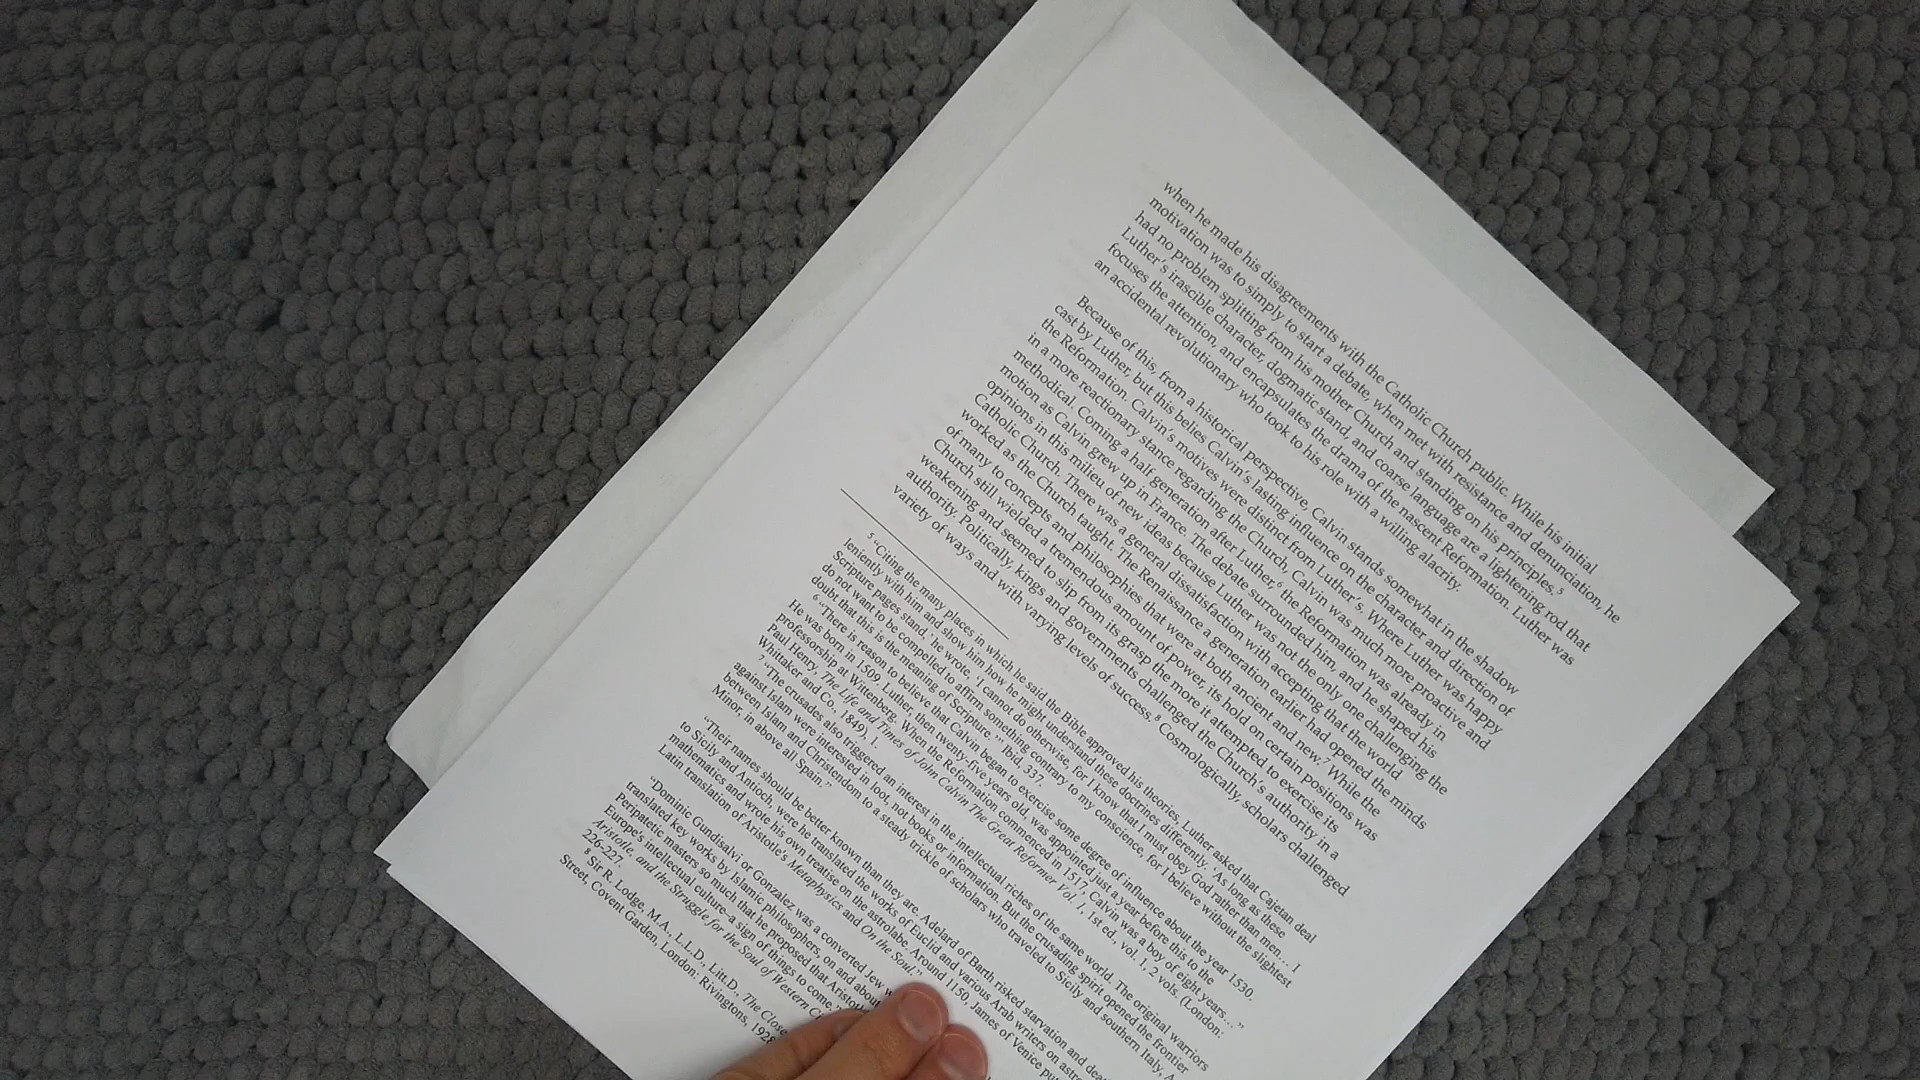 when he made his disagreements with the Catholic Church public. While his initial
motivation was to simply to start a debate, when met with resistance and denunciation, he
had no problem splitting from his mother Church and standing on his principles.⁵
Luther's irascible character, dogmatic stand, and coarse language are a lightening rod that
focuses the attention, and encapsulates the drama of the nascent Reformation. Luther was
an accidental revolutionary who took to his role with a willing alacrity.
Because of this, from a historical perspective, Calvin stands somewhat in the shadow
cast by Luther, but this belies Calvin's lasting influence on the character and direction of
the Reformation. Calvin's motives were distinct from Luther's. Where Luther was happy
in a more reactionary stance regarding the Church, Calvin was much more proactive and
methodical. Coming a half generation after Luther,⁶ the Reformation was already in
motion as Calvin grew up in France. The debate surrounded him, and he shaped his
opinions in this milieu of new ideas because Luther was not the only one challenging the
Catholic Church. There was a general dissatisfaction with accepting that the world
worked as the Church taught. The Renaissance a generation earlier had opened the minds
of many to concepts and philosophies that were at both ancient and new.⁷ While the
Church still wielded a tremendous amount of power, its hold on certain positions was
weakening and seemed to slip from its grasp the more it attempted to exercise its
authority. Politically, kings and governments challenged the Church's authority in a
variety of ways and with varying levels of success.⁸ Cosmologically, scholars challenged
⁵ "Citing the many places in which he said the Bible approved his theories, Luther asked that Cajetan deal
leniently with him and show him how he might understand these doctrines differently. 'As long as these
Scripture pages stand,' he wrote, 'I cannot do otherwise, for I know that I must obey God rather than men... I
do not want to be compelled to affirm something contrary to my conscience, for I believe without the slightest
doubt that this is the meaning of Scripture.'" Ibid, 337.
⁶ "There is reason to believe that Calvin began to exercise some degree of influence about the year 1530.
He was born in 1509. Luther, then twenty-five years old, was appointed just a year before this to the
professorship at Wittenberg. When the Reformation commenced in 1517, Calvin was a boy of eight years..."
Paul Henry, The Life and Times of John Calvin The Great Reformer Vol. 1, 1st ed., vol. 1, 2 vols. (London:
Whittaker and Co., 1849), 1.
⁷ "The crusades also triggered an interest in the intellectual riches of the same world. The original warriors
against Islam were interested in loot, not books or information. But the crusading spirit opened the frontier
between Islam and Christendom to a steady trickle of scholars who traveled to Sicily and southern Italy, A
Minor, in above all Spain."
"Their names should be better known than they are. Adelard of Barth risked starvation and
to Sicily and Antioch, were he translated the works of Euclid and various Arab writers on
mathematics and wrote his own treatise on the astrolabe. Around 1150, James of Venice
Latin translation of Aristotle's Metaphysics and On the Soul."
"Dominic Gundisalvi or Gonzalez was a converted Jew
translated key works by Islamic philosophers, on and
Peripatetic masters so much that he proposed that
Europe's intellectual culture–a sign of things to come."
Aristotle, and the Struggle for the Soul of Western
226-227.
⁸ Sir R. Lodge, M.A., L.L.D., Litt.D., The Close
Street, Covent Garden, London: Rivingtons, 1928